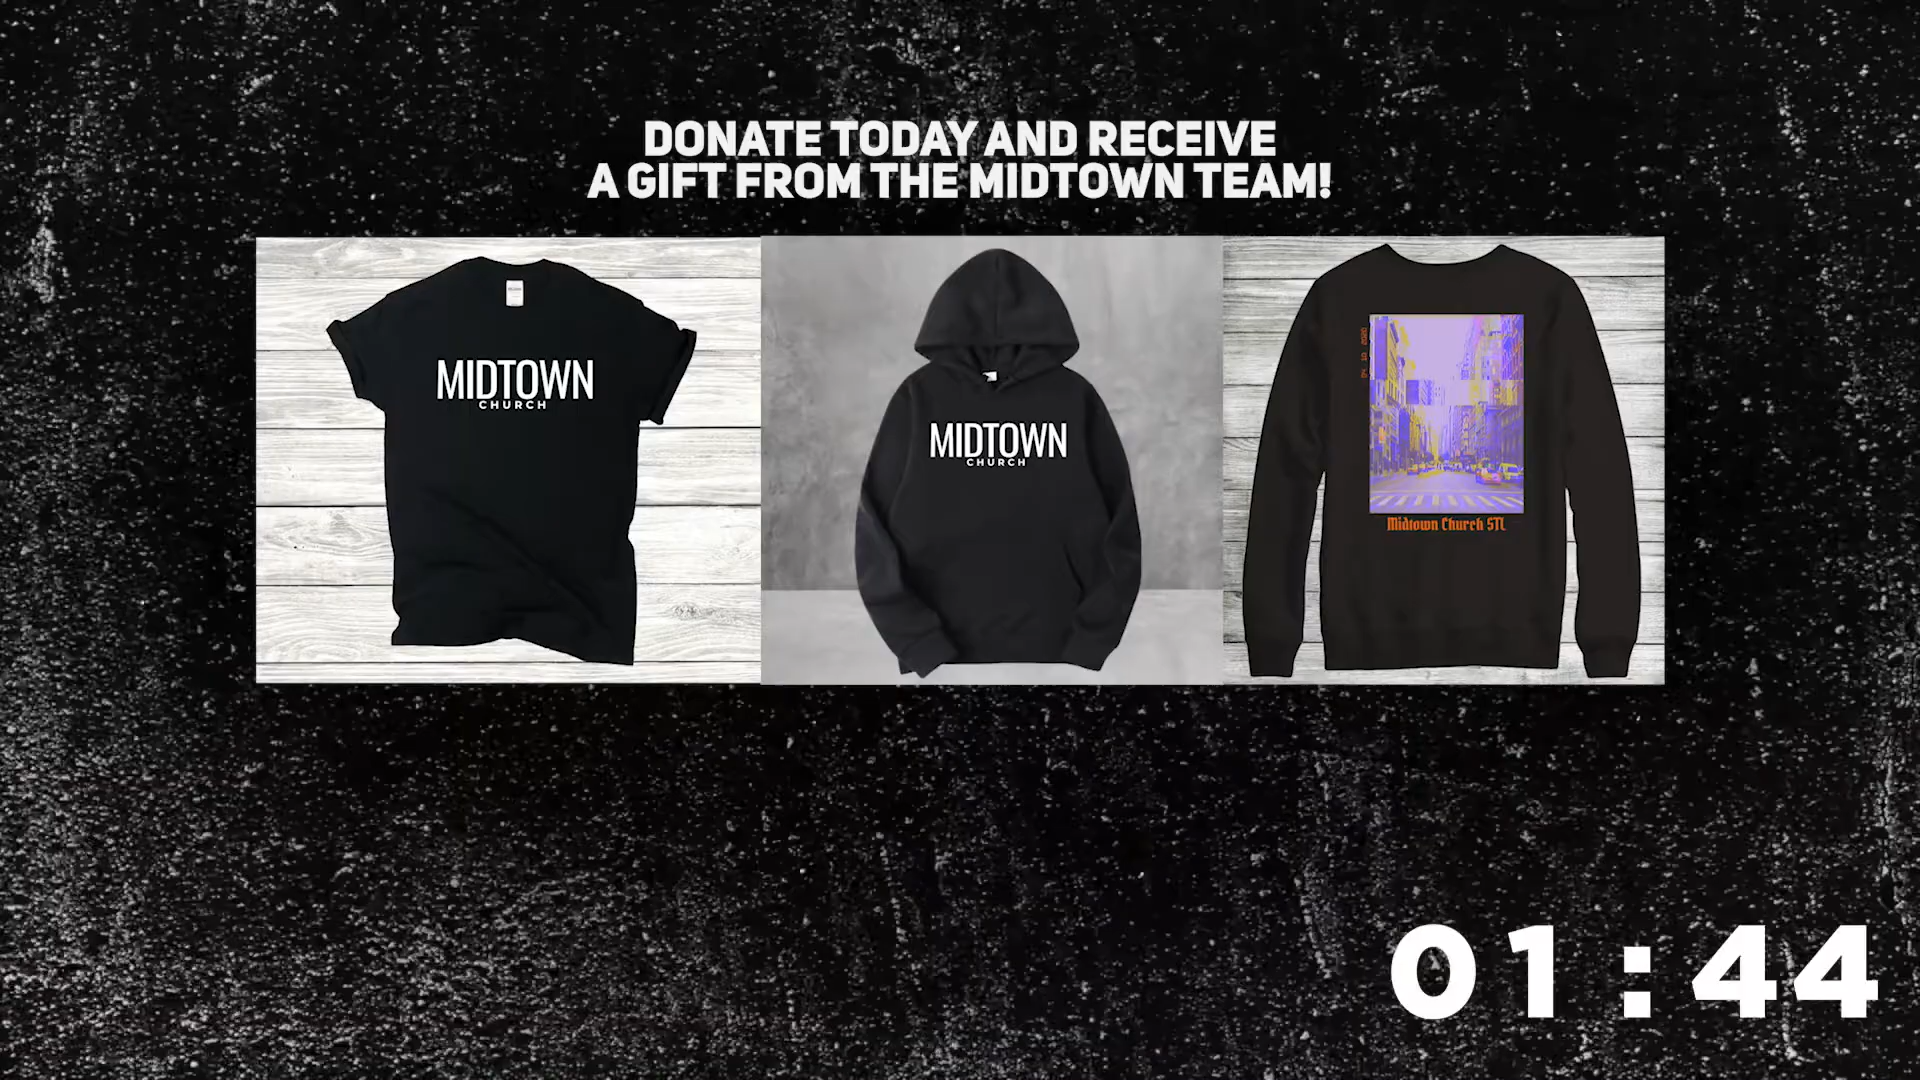 DONATE TODAY AND RECEIVE
A GIFT FROM THE MIDTOWN TEAM!
MIDTOWN
CHURCH
MIDTOWN
CHURCH
Midtown Church STL
01:44